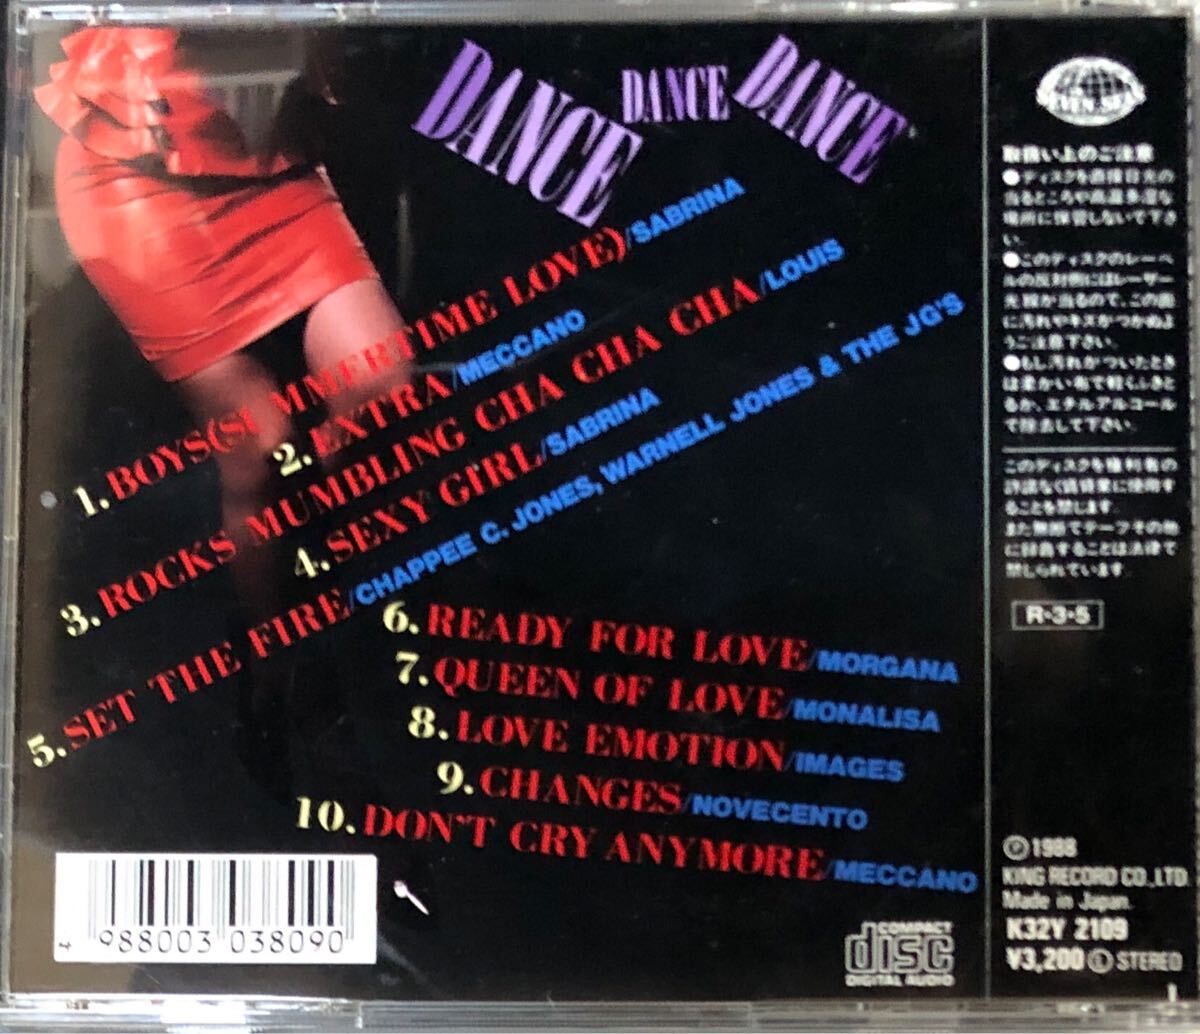 DANCE DANCE DANCE
1. BOYS(SUMMERTIME LOVE)/SABRINA
2. EXTRA/MECCANO
3. ROCKS MUMBLING CHA CHA CHA/LOUIS
4. SEXY GIRL/SABRINA
5. SET THE FIRE/CHAPPEE C. JONES, WARNELL JONES & THE JG'S
6. READY FOR LOVE/MORGANA
7. QUEEN OF LOVE/MONALISA
8. LOVE EMOTION/IMAGES
9. CHANGES/NOVECENTO
10. DON'T CRY ANYMORE/MECCANO
4 988003 038090
COMPACT
disc
DIGITAL AUDIO
SEVEN SEAS
取扱い上のご注意
●ディスクを直接日光の
当るところや高温多湿な
場所に保管しないで下さ
い。
●このディスクのレーベ
ルの反対側にはレーザー
光線が当るので、この面
に汚れやキズがつかぬよ
うご注意下さい。
●もし汚れがついたとき
は柔かい布で軽くふきと
るか、エチルアルコール
で除去して下さい。
このディスクを権利者の
許諾なく賃貸業に使用す
ることを禁じます。
また無断でテープその他
に録音することは法律で
禁じられています。
R-3-5
Ⓟ1988
KING RECORD CO., LTD.
Made in Japan.
K32Y 2109
¥3,200 Ⓛ STEREO